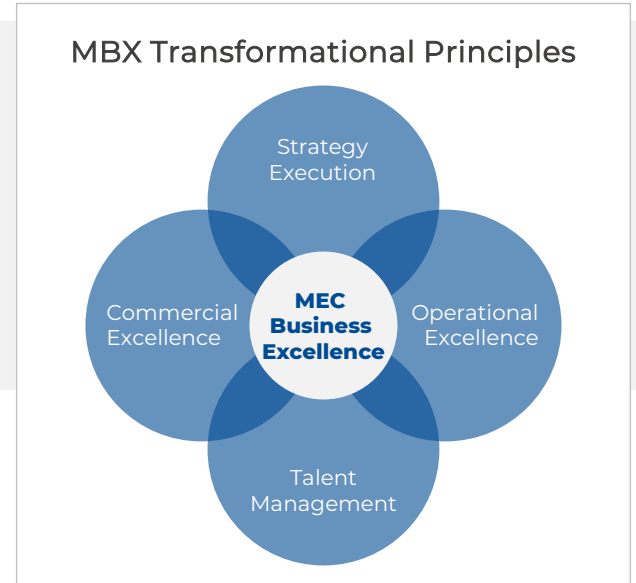 MBX Transformational Principles
Strategy
Execution
Commercial
Excellence
MEC
Business
Excellence
Operational
Excellence
Talent
Management